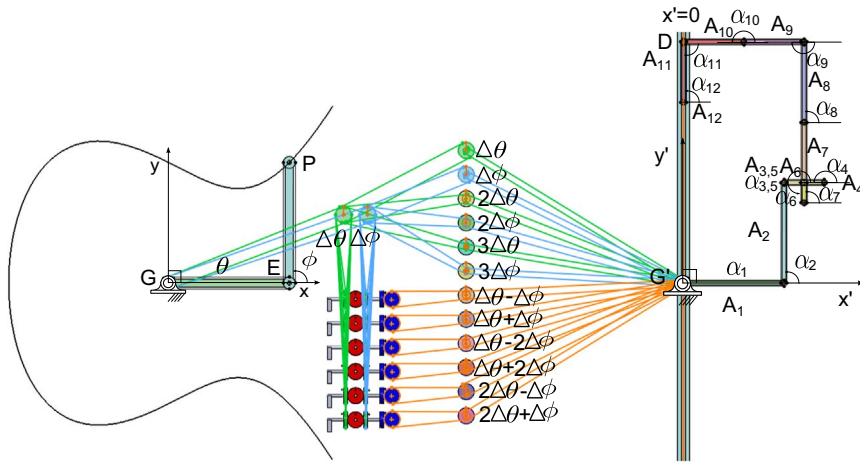 x'=0
A₁₀ α₁₀ A₉
D
A₁₁ α₁₁ α₉
A₈
α₁₂
A₁₂ α₈
y P
Δθ
y'
A₇
Δϕ
A₃,₅ A₆ α₄ A₄
α₃,₅ α₆ α₇
2Δθ
2Δϕ
Δθ Δϕ
A₂
3Δθ
G θ E ϕ
x
3Δϕ
G' α₁ α₂
A₁ x'
Δθ-Δϕ
Δθ+Δϕ
Δθ-2Δϕ
Δθ+2Δϕ
2Δθ-Δϕ
2Δθ+Δϕ